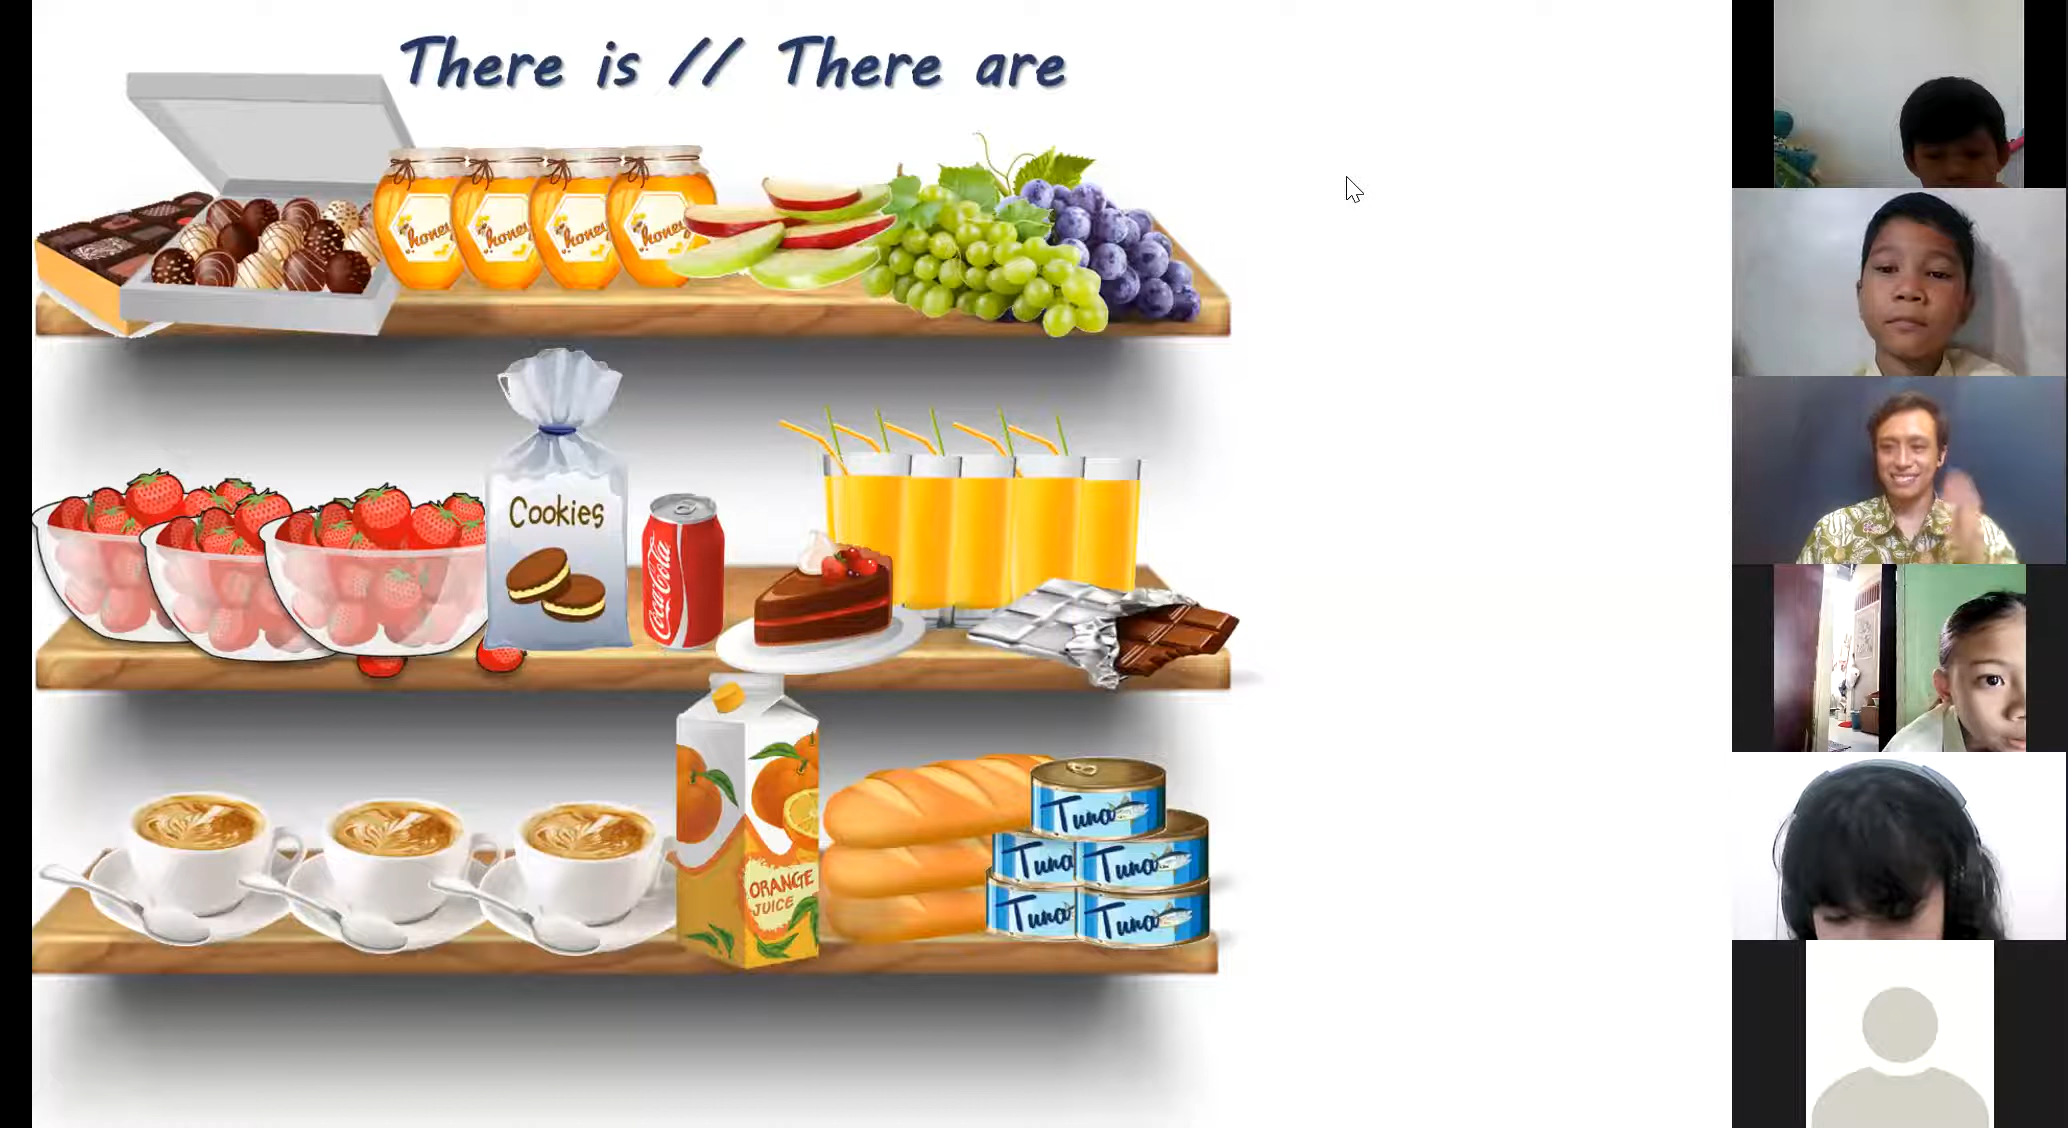 There is // There are
honey honey honey honey
Cookies
Coca-Cola
ORANGE
JUICE
Tuna
Tuna Tuna
Tuna Tuna